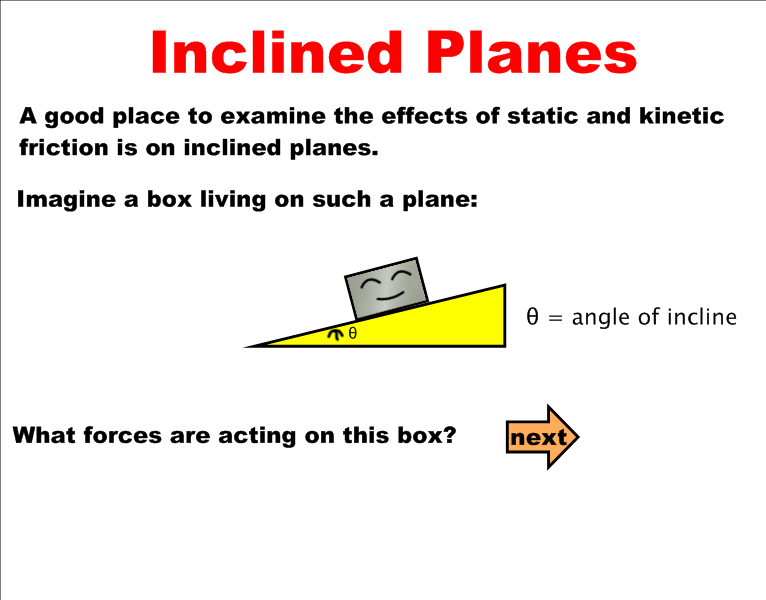 Inclined Planes
A good place to examine the effects of static and kinetic
friction is on inclined planes.
Imagine a box living on such a plane:
θ = angle of incline
θ
What forces are acting on this box?
next